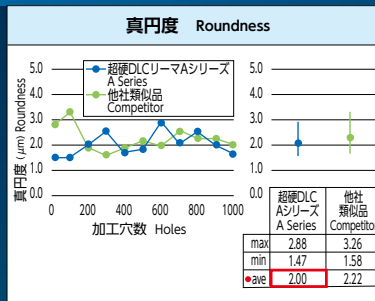 真円度 Roundness
真円度 (μm) Roundness
5.0
4.0
3.0
2.0
1.0
0.0
超硬DLCリーマAシリーズ
A Series
他社類似品
Competitor
0 200 400 600 800 1000
加工穴数 Holes
5.0
4.0
3.0
2.0
1.0
0.0
超硬DLC
Aシリーズ
A Series
他社
類似品
Competitor
max 2.88 3.26
min 1.47 1.58
ave 2.00 2.22